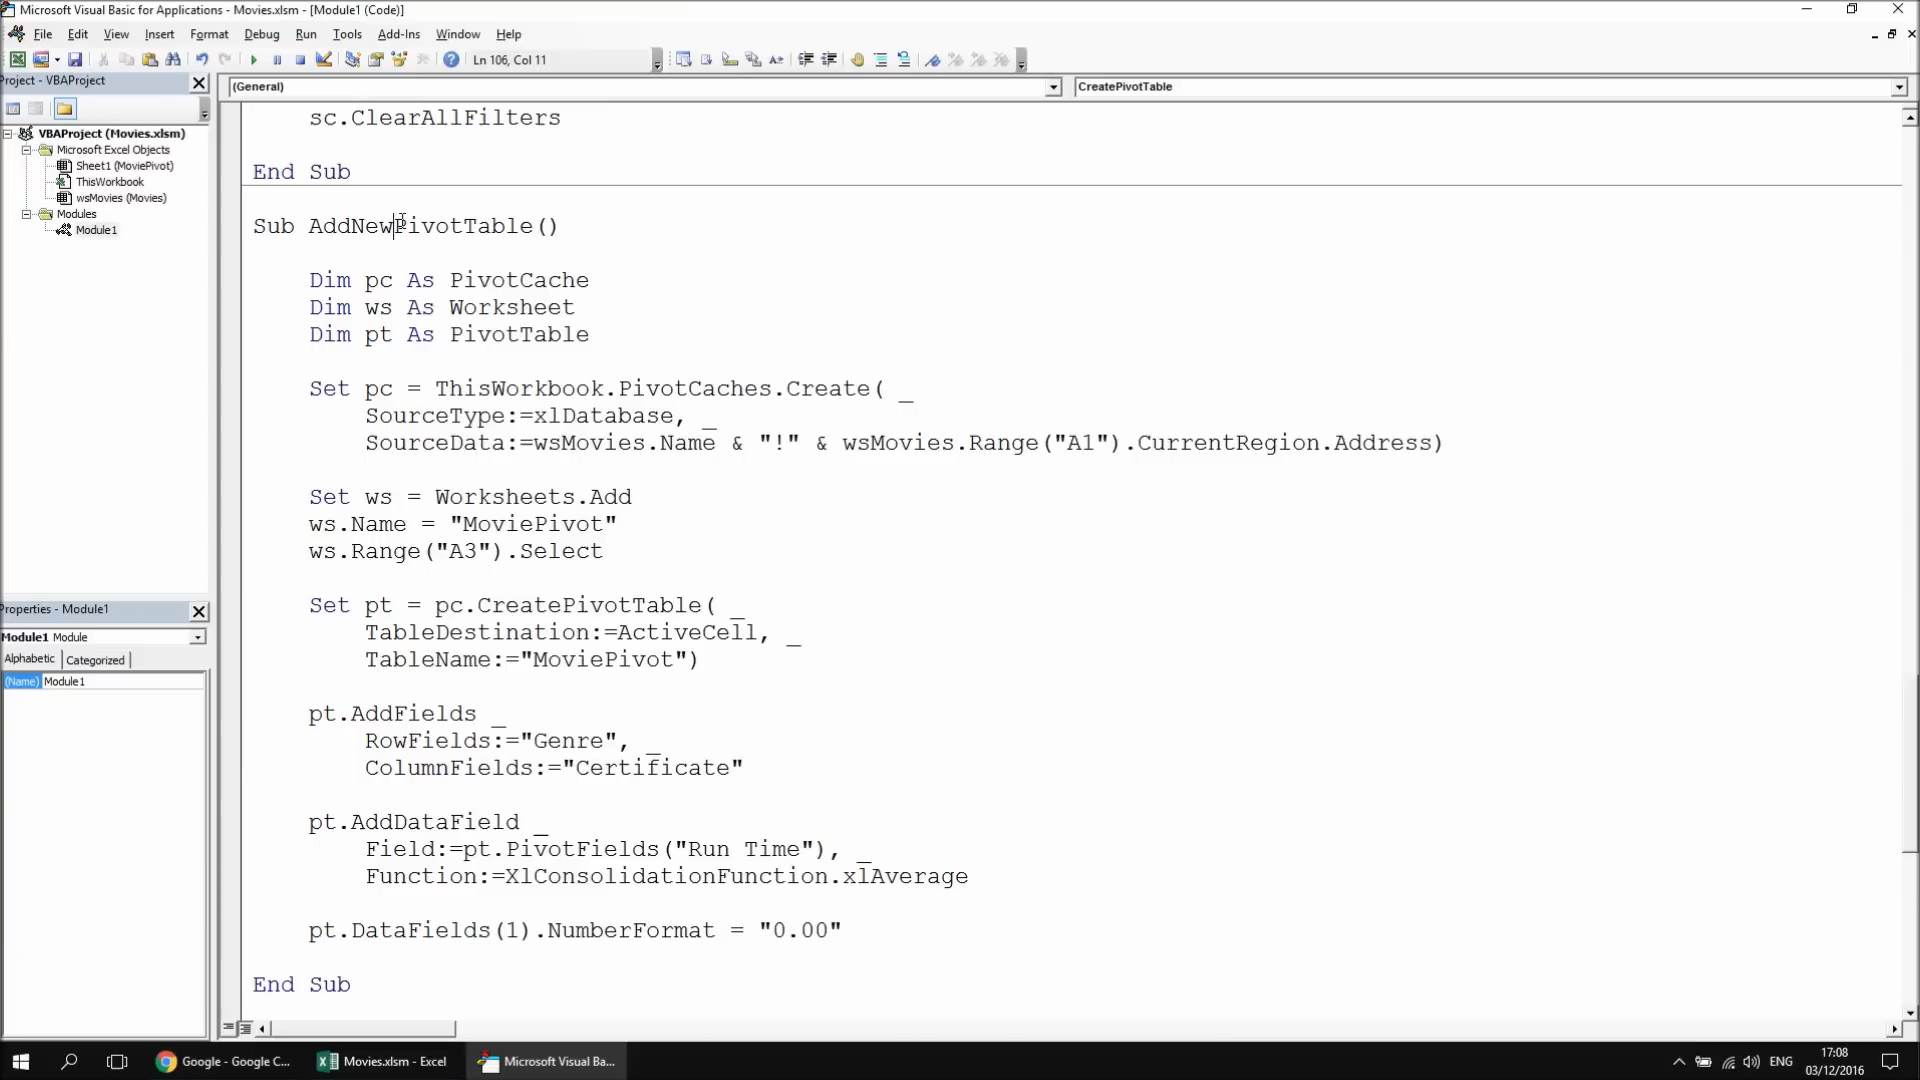 Microsoft Visual Basic for Applications - Movies.xlsm - [Module1 (Code)]
File Edit View Insert Format Debug Run Tools Add-Ins Window Help
Ln 106, Col 11
Project - VBAProject
(General)
CreatePivotTable
VBAProject (Movies.xlsm)
Microsoft Excel Objects
Sheet1 (MoviePivot)
ThisWorkbook
wsMovies (Movies)
Modules
Module1
Properties - Module1
Module1 Module
Alphabetic Categorized
(Name) Module1
sc.ClearAllFilters
End Sub
Sub AddNewPivotTable()
Dim pc As PivotCache
Dim ws As Worksheet
Dim pt As PivotTable
Set pc = ThisWorkbook.PivotCaches.Create( _
SourceType:=xlDatabase, _
SourceData:=wsMovies.Name & "!" & wsMovies.Range("A1").CurrentRegion.Address)
Set ws = Worksheets.Add
ws.Name = "MoviePivot"
ws.Range("A3").Select
Set pt = pc.CreatePivotTable( _
TableDestination:=ActiveCell, _
TableName:="MoviePivot")
pt.AddFields _
RowFields:="Genre", _
ColumnFields:="Certificate"
pt.AddDataField _
Field:=pt.PivotFields("Run Time"), _
Function:=XlConsolidationFunction.xlAverage
pt.DataFields(1).NumberFormat = "0.00"
End Sub
Google - Google C...
Movies.xlsm - Excel
Microsoft Visual Ba...
ENG
17:08
03/12/2016